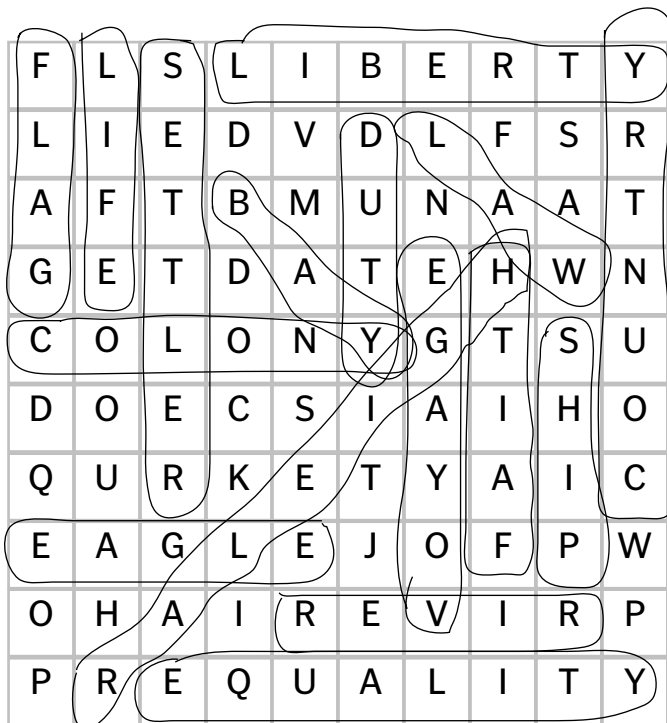 F L S L I B E R T Y
L I E D V D L F S R
A F T B M U N A A T
G E T D A T E H W N
C O L O N Y G T S U
D O E C S I A I H O
Q U R K E T Y A I C
E A G L E J O F P W
O H A I R E V I R P
P R E Q U A L I T Y